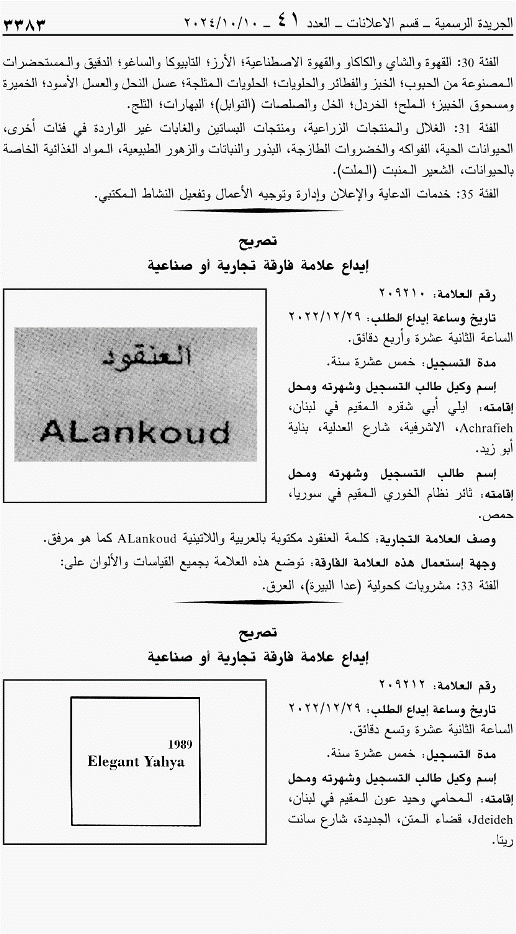 الجريدة الرسمية ــ قسم الاعلانات ــ العدد ٤١ ــ ٢٠٢٤/١٠/١٠
٣٣٨٣
الفئة 30: القهوة والشاي والكاكاو والقهوة الاصطناعية؛ الأرز؛ التابيوكا والساغو؛ الدقيق والمستحضرات
المصنوعة من الحبوب؛ الخبز والفطائر والحلويات؛ الحلويات المثلجة؛ عسل النحل والعسل الأسود؛ الخميرة
ومسحوق الخبيز؛ الملح؛ الخردل؛ الخل والصلصات (التوابل)؛ البهارات؛ الثلج.
الفئة 31: الغلال والمنتجات الزراعية، ومنتجات البساتين والغابات غير الواردة في فئات أخرى،
الحيوانات الحية، الفواكه والخضروات الطازجة، البذور والنباتات والزهور الطبيعية، المواد الغذائية الخاصة
بالحيوانات، الشعير المنبت (الملت).
الفئة 35: خدمات الدعاية والإعلان وإدارة وتوجيه الأعمال وتفعيل النشاط المكتبي.
تصريح
إيداع علامة فارقة تجارية أو صناعية
رقم العلامة: ٢٠٩٢١٠
تاريخ وساعة إيداع الطلب: ٢٠٢٢/١٢/٢٩
الساعة الثانية عشرة وأربع دقائق.
مدة التسجيل: خمس عشرة سنة.
إسم وكيل طالب التسجيل وشهرته ومحل
إقامته: ايلي أبي شقره المقيم في لبنان،
Achrafieh، الاشرفية، شارع العدلية، بناية
أبو زيد.
إسم طالب التسجيل وشهرته ومحل
إقامته: ثائر نظام الخوري المقيم في سوريا،
حمص.
العنقود
ALankoud
وصف العلامة التجارية: كلمة العنقود مكتوبة بالعربية واللاتينية ALankoud كما هو مرفق.
وجهة إستعمال هذه العلامة الفارقة: توضع هذه العلامة بجميع القياسات والألوان على:
الفئة 33: مشروبات كحولية (عدا البيرة)، العرق.
تصريح
إيداع علامة فارقة تجارية أو صناعية
رقم العلامة: ٢٠٩٢١٢
تاريخ وساعة إيداع الطلب: ٢٠٢٢/١٢/٢٩
الساعة الثانية عشرة وتسع دقائق.
مدة التسجيل: خمس عشرة سنة.
إسم وكيل طالب التسجيل وشهرته ومحل
إقامته: المحامي وحيد عون المقيم في لبنان،
Jdeideh، قضاء المتن، الجديدة، شارع سانت
ريتا.
1989
Elegant Yahya